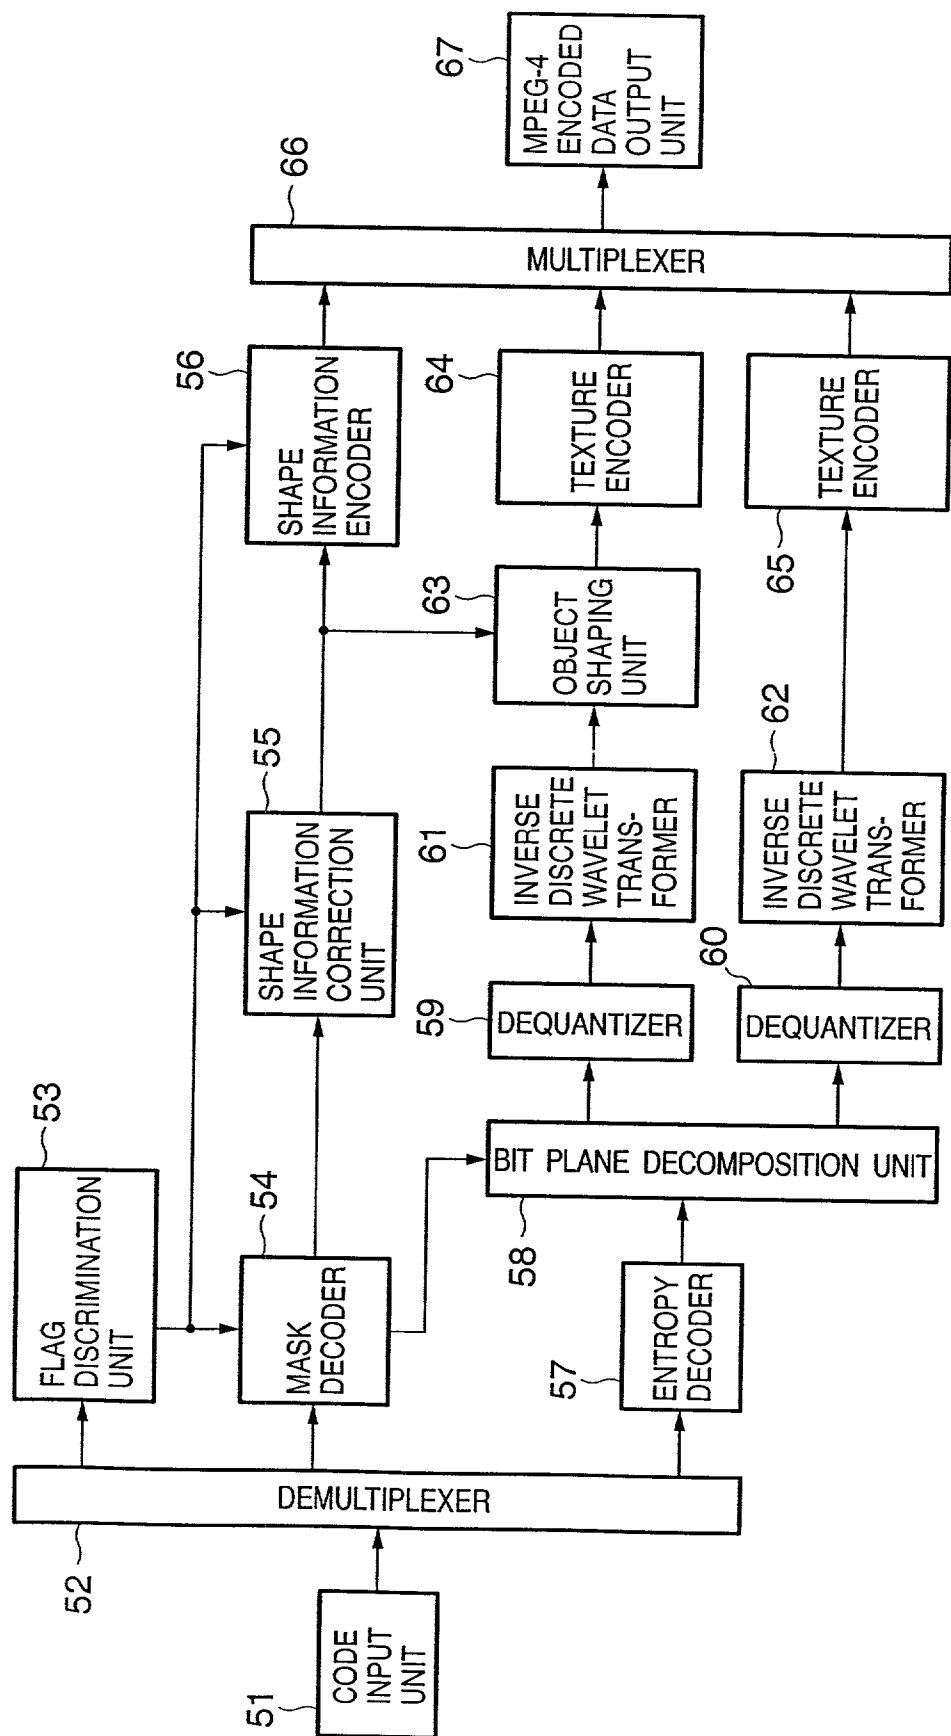 51
CODE
INPUT
UNIT
52
DEMULTIPLEXER
53
FLAG
DISCRIMINATION
UNIT
54
MASK
DECODER
55
SHAPE
INFORMATION
CORRECTION
UNIT
56
SHAPE
INFORMATION
ENCODER
57
ENTROPY
DECODER
58
BIT PLANE DECOMPOSITION UNIT
59
DEQUANTIZER
60
DEQUANTIZER
61
INVERSE
DISCRETE
WAVELET
TRANS-
FORMER
62
INVERSE
DISCRETE
WAVELET
TRANS-
FORMER
63
OBJECT
SHAPING
UNIT
64
TEXTURE
ENCODER
65
TEXTURE
ENCODER
66
MULTIPLEXER
67
MPEG-4
ENCODED
DATA
OUTPUT
UNIT